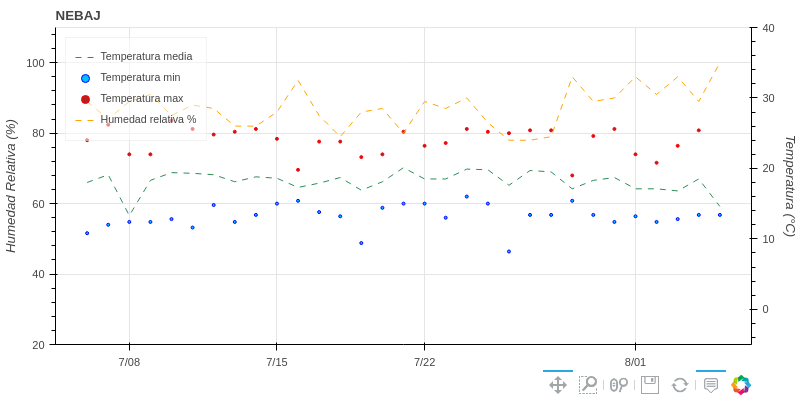 NEBAJ
Temperatura media
Temperatura min
Temperatura max
Humedad relativa %
Humedad Relativa (%)
100
80
60
40
20
40
30
20
10
0
Temperatura (°C)
7/08
7/15
7/22
8/01